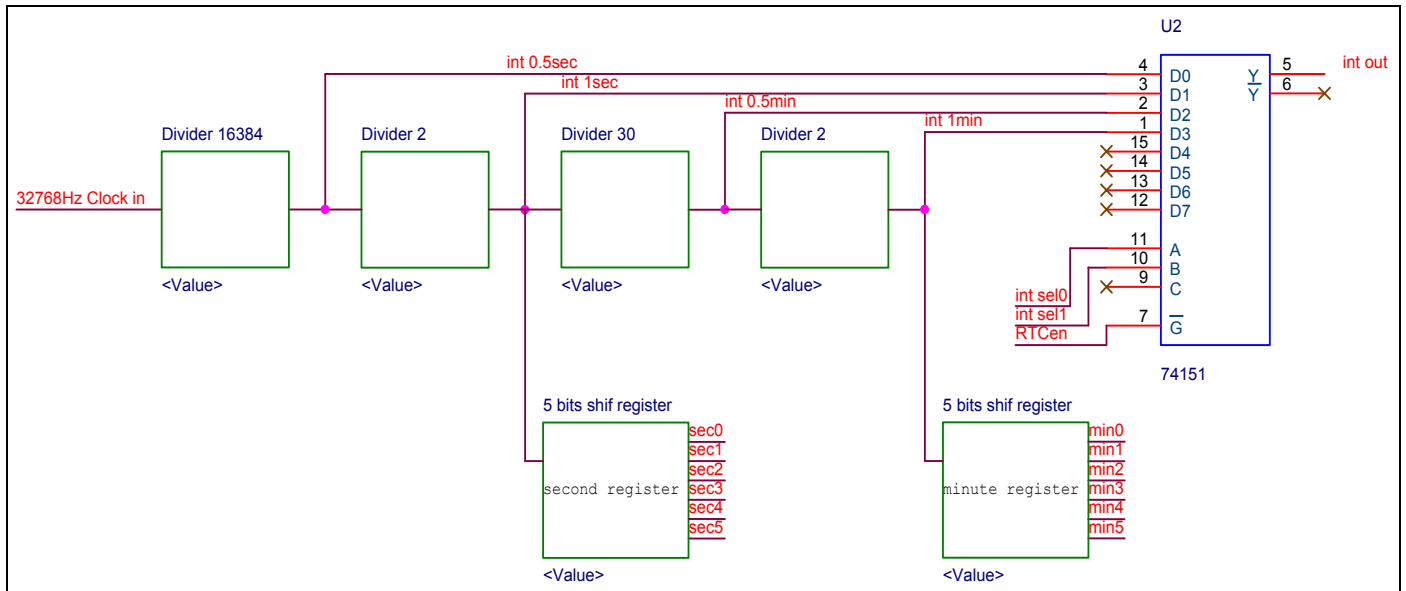 U2
int 0.5sec
int 1sec
int 0.5min
int 1min
4 D0 Y 5 int out
3 D1 Y 6
2 D2
1 D3
15 D4
14 D5
13 D6
12 D7
11 A
10 B
9 C
7 G
int sel0
int sel1
RTCen
74151
Divider 16384
Divider 2
Divider 30
Divider 2
32768Hz Clock in
<Value>
<Value>
<Value>
<Value>
5 bits shif register
second register
sec0
sec1
sec2
sec3
sec4
sec5
<Value>
5 bits shif register
minute register
min0
min1
min2
min3
min4
min5
<Value>